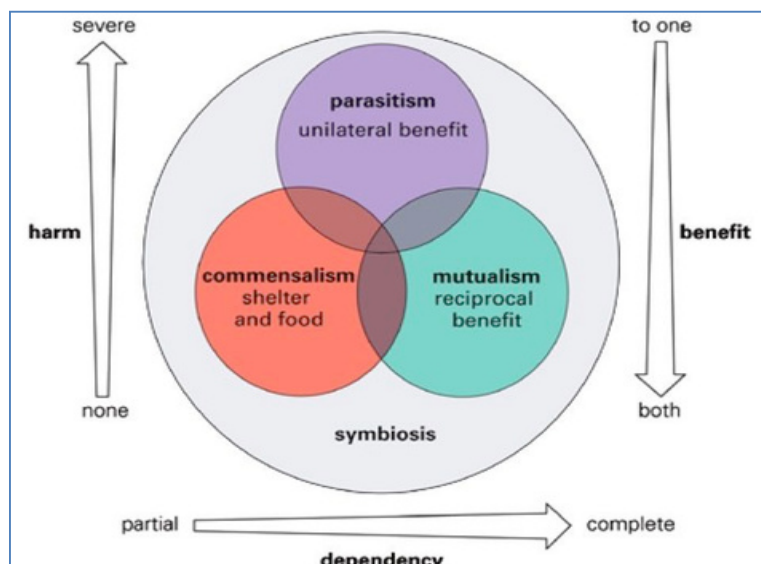 severe
to one
parasitism
unilateral benefit
harm
benefit
commensalism
shelter
and food
mutualism
reciprocal
benefit
none
both
symbiosis
partial
complete
dependency